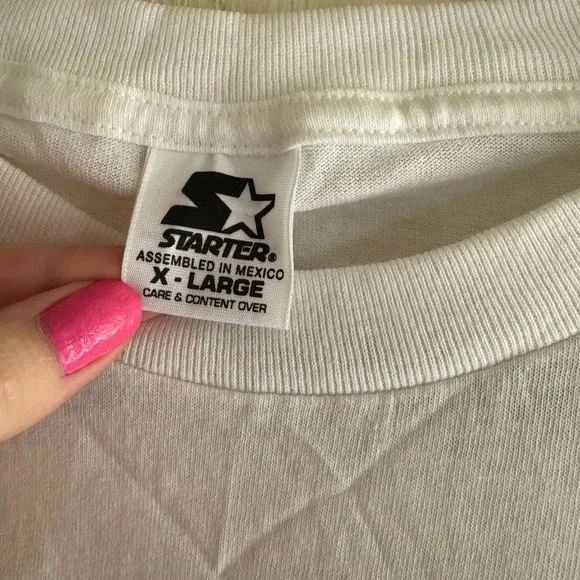 STARTER®
ASSEMBLED IN MEXICO
X - LARGE
CARE & CONTENT OVER